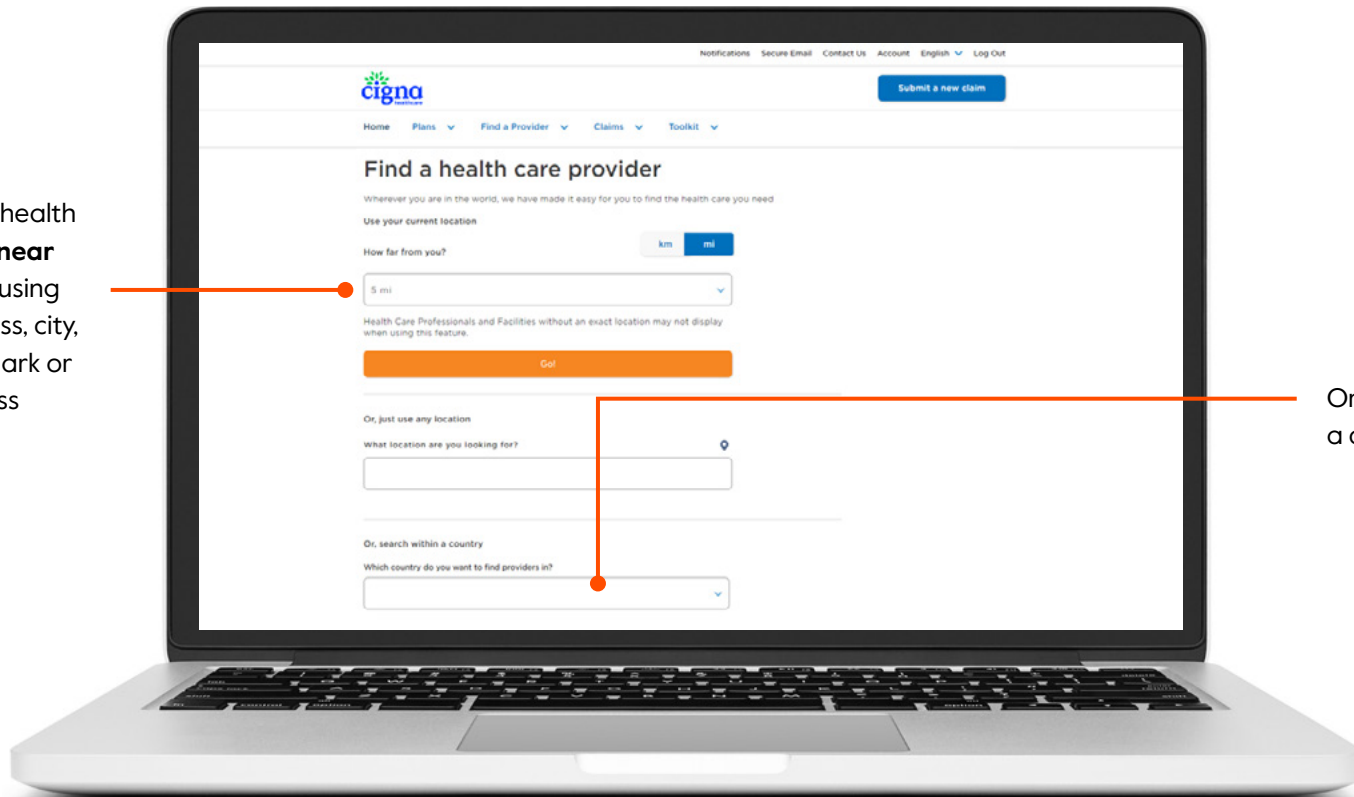 Notifications Secure Email Contact Us Account English Log Out
cigna
healthcare
Submit a new claim
Home Plans Find a Provider Claims Toolkit
Find a health care provider
Wherever you are in the world, we have made it easy for you to find the health care you need
Use your current location
How far from you?
km mi
5 mi
Health Care Professionals and Facilities without an exact location may not display
when using this feature.
Go!
Or, just use any location
What location are you looking for?
Or, search within a country
Which country do you want to find providers in?
health
near
using
ss, city,
ark or
ss
Or
a
control option
option